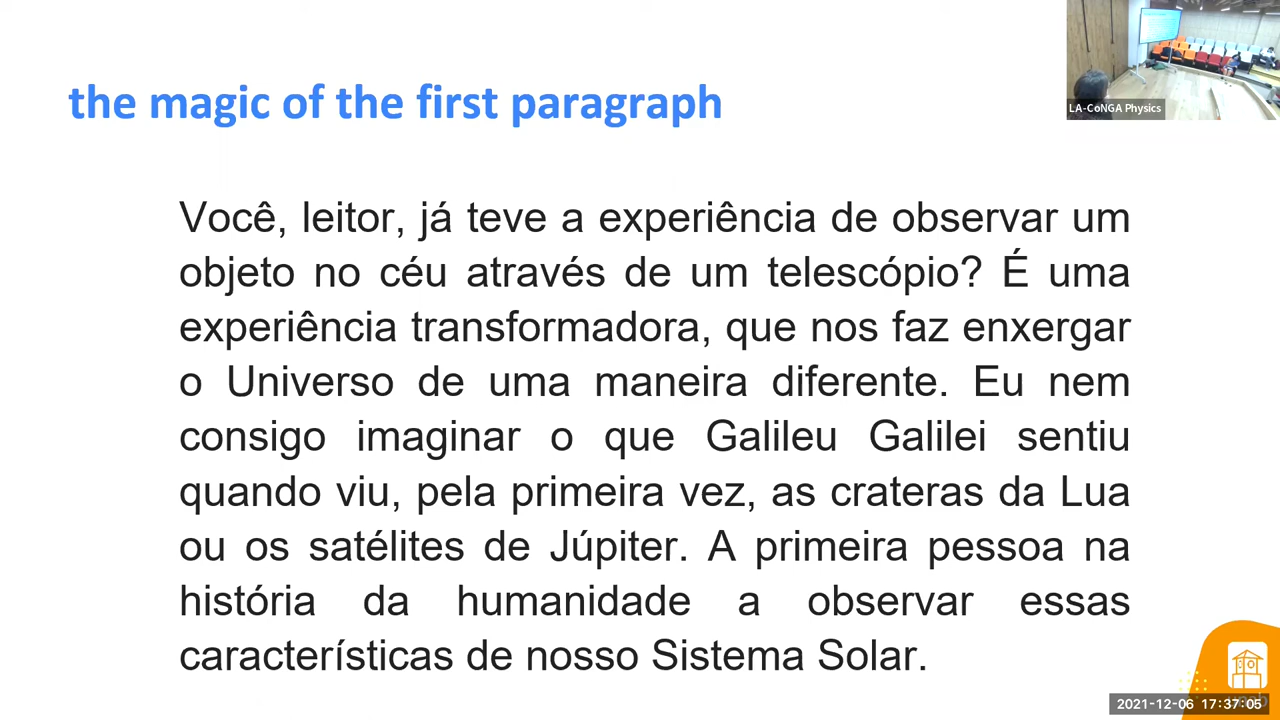 the magic of the first paragraph
LA-CoNGA Physics
Você, leitor, já teve a experiência de observar um
objeto no céu através de um telescópio? É uma
experiência transformadora, que nos faz enxergar
o Universo de uma maneira diferente. Eu nem
consigo imaginar o que Galileu Galilei sentiu
quando viu, pela primeira vez, as crateras da Lua
ou os satélites de Júpiter. A primeira pessoa na
história da humanidade a observar essas
características de nosso Sistema Solar.
2021-12-06 17:37:05